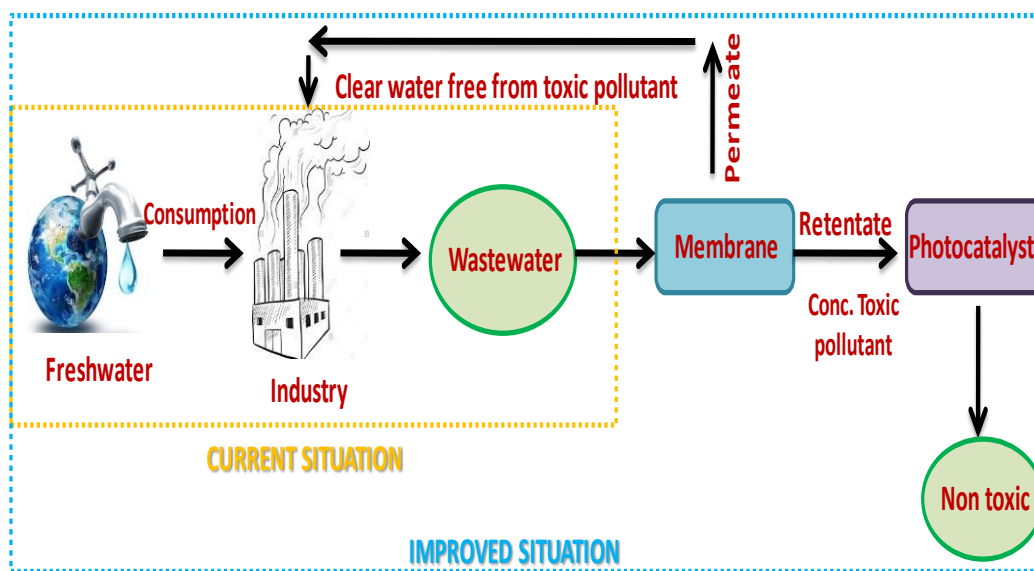 Clear water free from toxic pollutant
Permeate
Consumption
Wastewater
Membrane
Retentate
Photocatalyst
Conc. Toxic
pollutant
Freshwater
Industry
CURRENT SITUATION
Non toxic
IMPROVED SITUATION